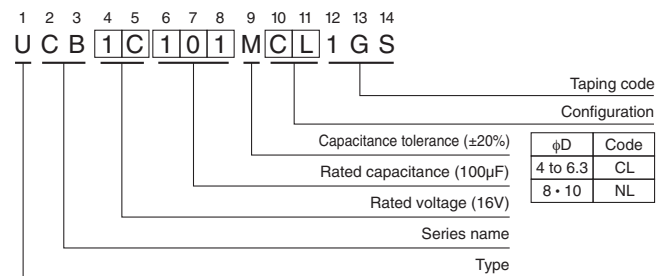 1 2 3 4 5 6 7 8 9 10 11 12 13 14
U C B 1 C 1 0 1 M C L 1 G S
Taping code
Configuration
Capacitance tolerance (±20%)
Rated capacitance (100µF)
Rated voltage (16V)
Series name
Type
ϕD Code
4 to 6.3 CL
8 • 10 NL